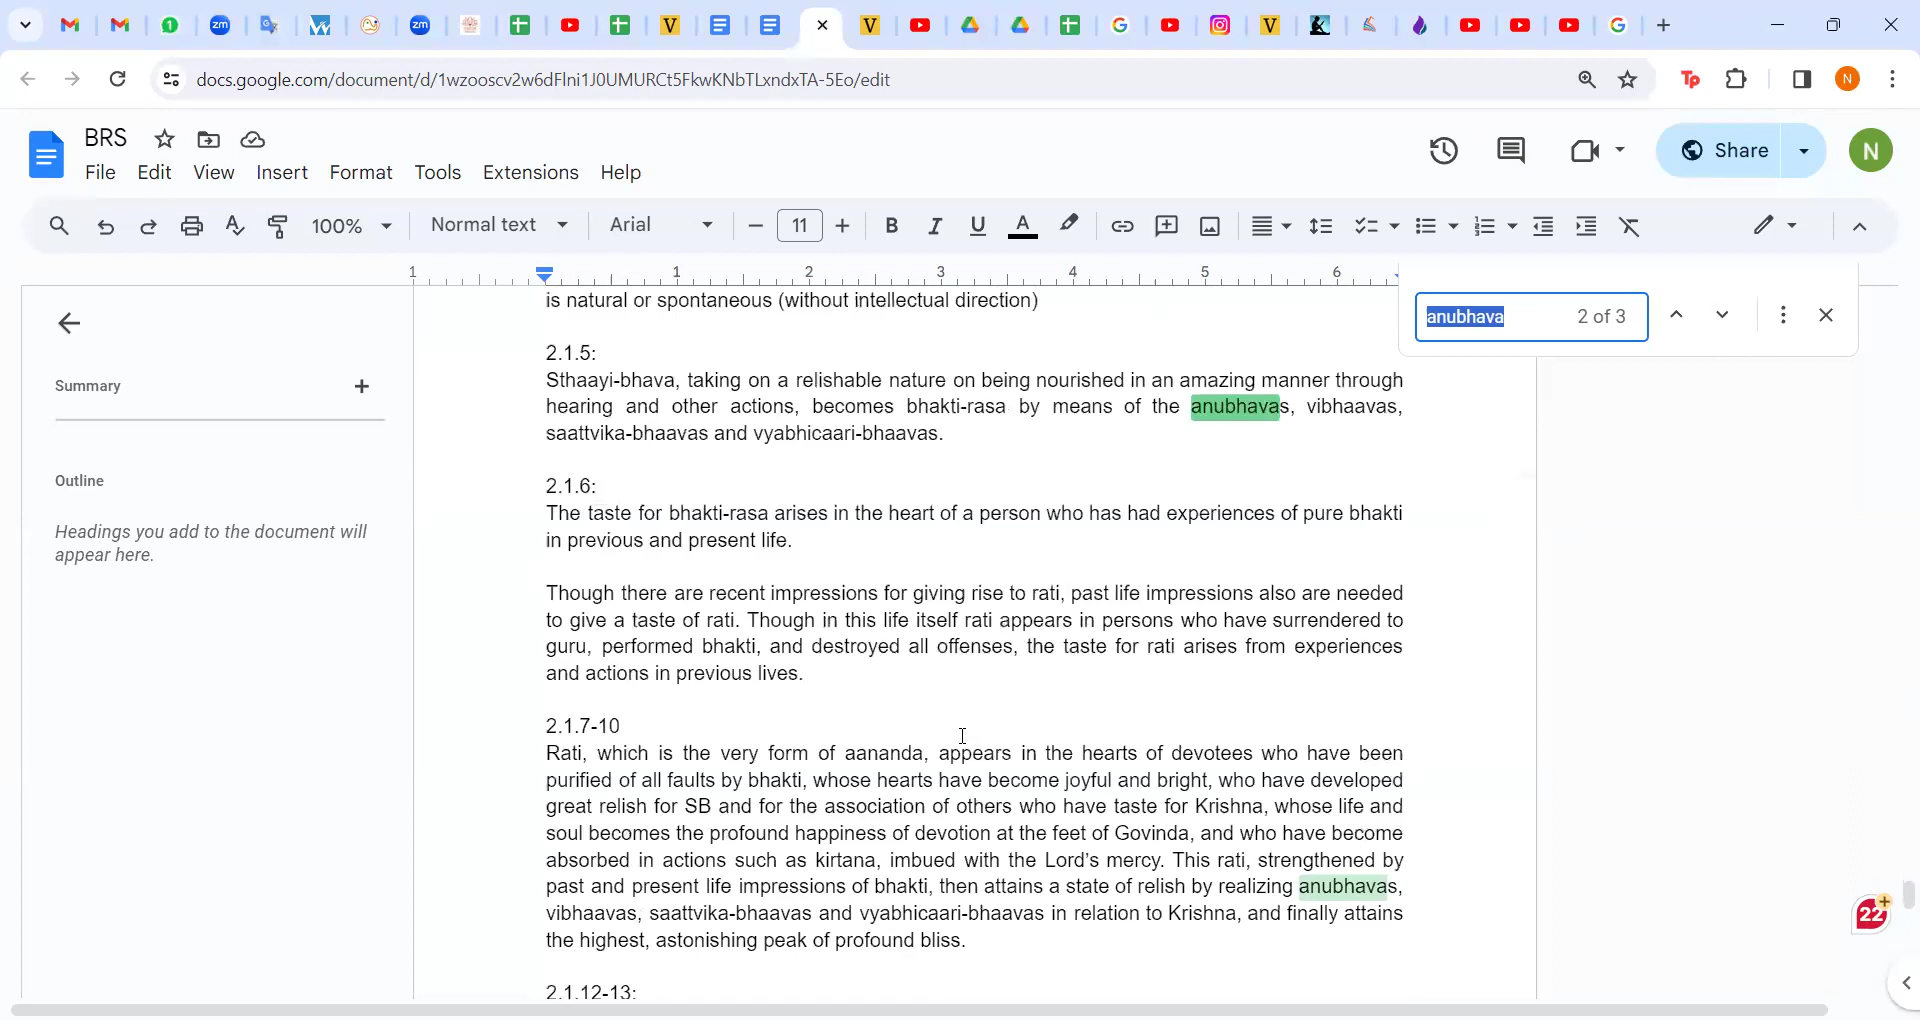 docs.google.com/document/d/1wzooscv2w6dFlni1J0UMURCt5FkwKNbTLxndxTA-5Eo/edit
N
BRS
File Edit View Insert Format Tools Extensions Help
Share
N
100% Normal text Arial 11
1 1 2 3 4 5 6
anubhava 2 of 3
Summary
Outline
Headings you add to the document will
appear here.
is natural or spontaneous (without intellectual direction)
2.1.5:
Sthaayi-bhava, taking on a relishable nature on being nourished in an amazing manner through
hearing and other actions, becomes bhakti-rasa by means of the anubhavas, vibhaavas,
saattvika-bhaavas and vyabhicaari-bhaavas.
2.1.6:
The taste for bhakti-rasa arises in the heart of a person who has had experiences of pure bhakti
in previous and present life.
Though there are recent impressions for giving rise to rati, past life impressions also are needed
to give a taste of rati. Though in this life itself rati appears in persons who have surrendered to
guru, performed bhakti, and destroyed all offenses, the taste for rati arises from experiences
and actions in previous lives.
2.1.7-10
Rati, which is the very form of aananda, appears in the hearts of devotees who have been
purified of all faults by bhakti, whose hearts have become joyful and bright, who have developed
great relish for SB and for the association of others who have taste for Krishna, whose life and
soul becomes the profound happiness of devotion at the feet of Govinda, and who have become
absorbed in actions such as kirtana, imbued with the Lord's mercy. This rati, strengthened by
past and present life impressions of bhakti, then attains a state of relish by realizing anubhavas,
vibhaavas, saattvika-bhaavas and vyabhicaari-bhaavas in relation to Krishna, and finally attains
the highest, astonishing peak of profound bliss.
2.1.12-13:
22